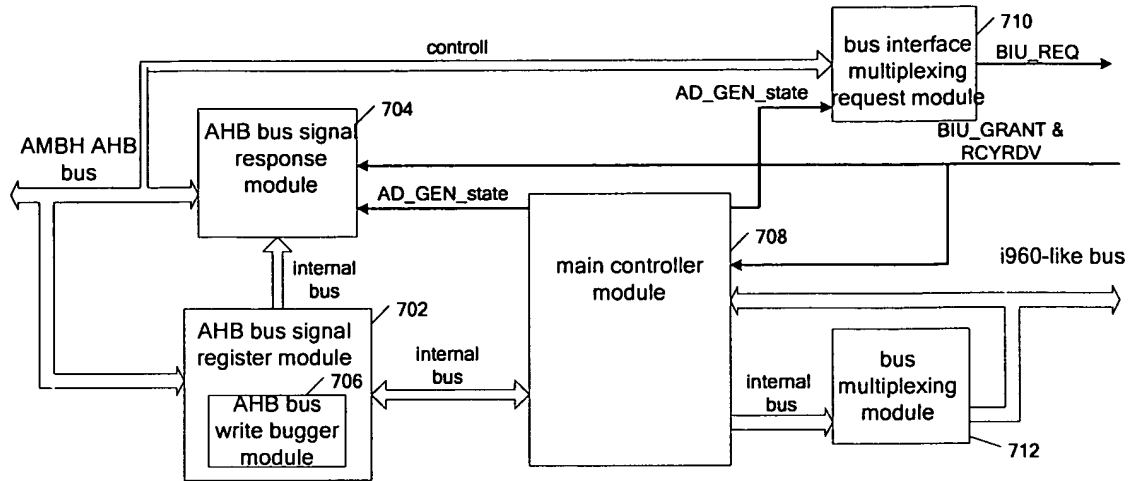 710
controll
bus interface
multiplexing
request module
BIU_REQ
AD_GEN_state
704
AHB bus signal
response
module
AMBH AHB
bus
BIU_GRANT &
RCYRDV
AD_GEN_state
708
main controller
module
i960-like bus
internal
bus
702
AHB bus signal
register module
706
AHB bus
write bugger
module
internal
bus
internal
bus
bus
multiplexing
module
712